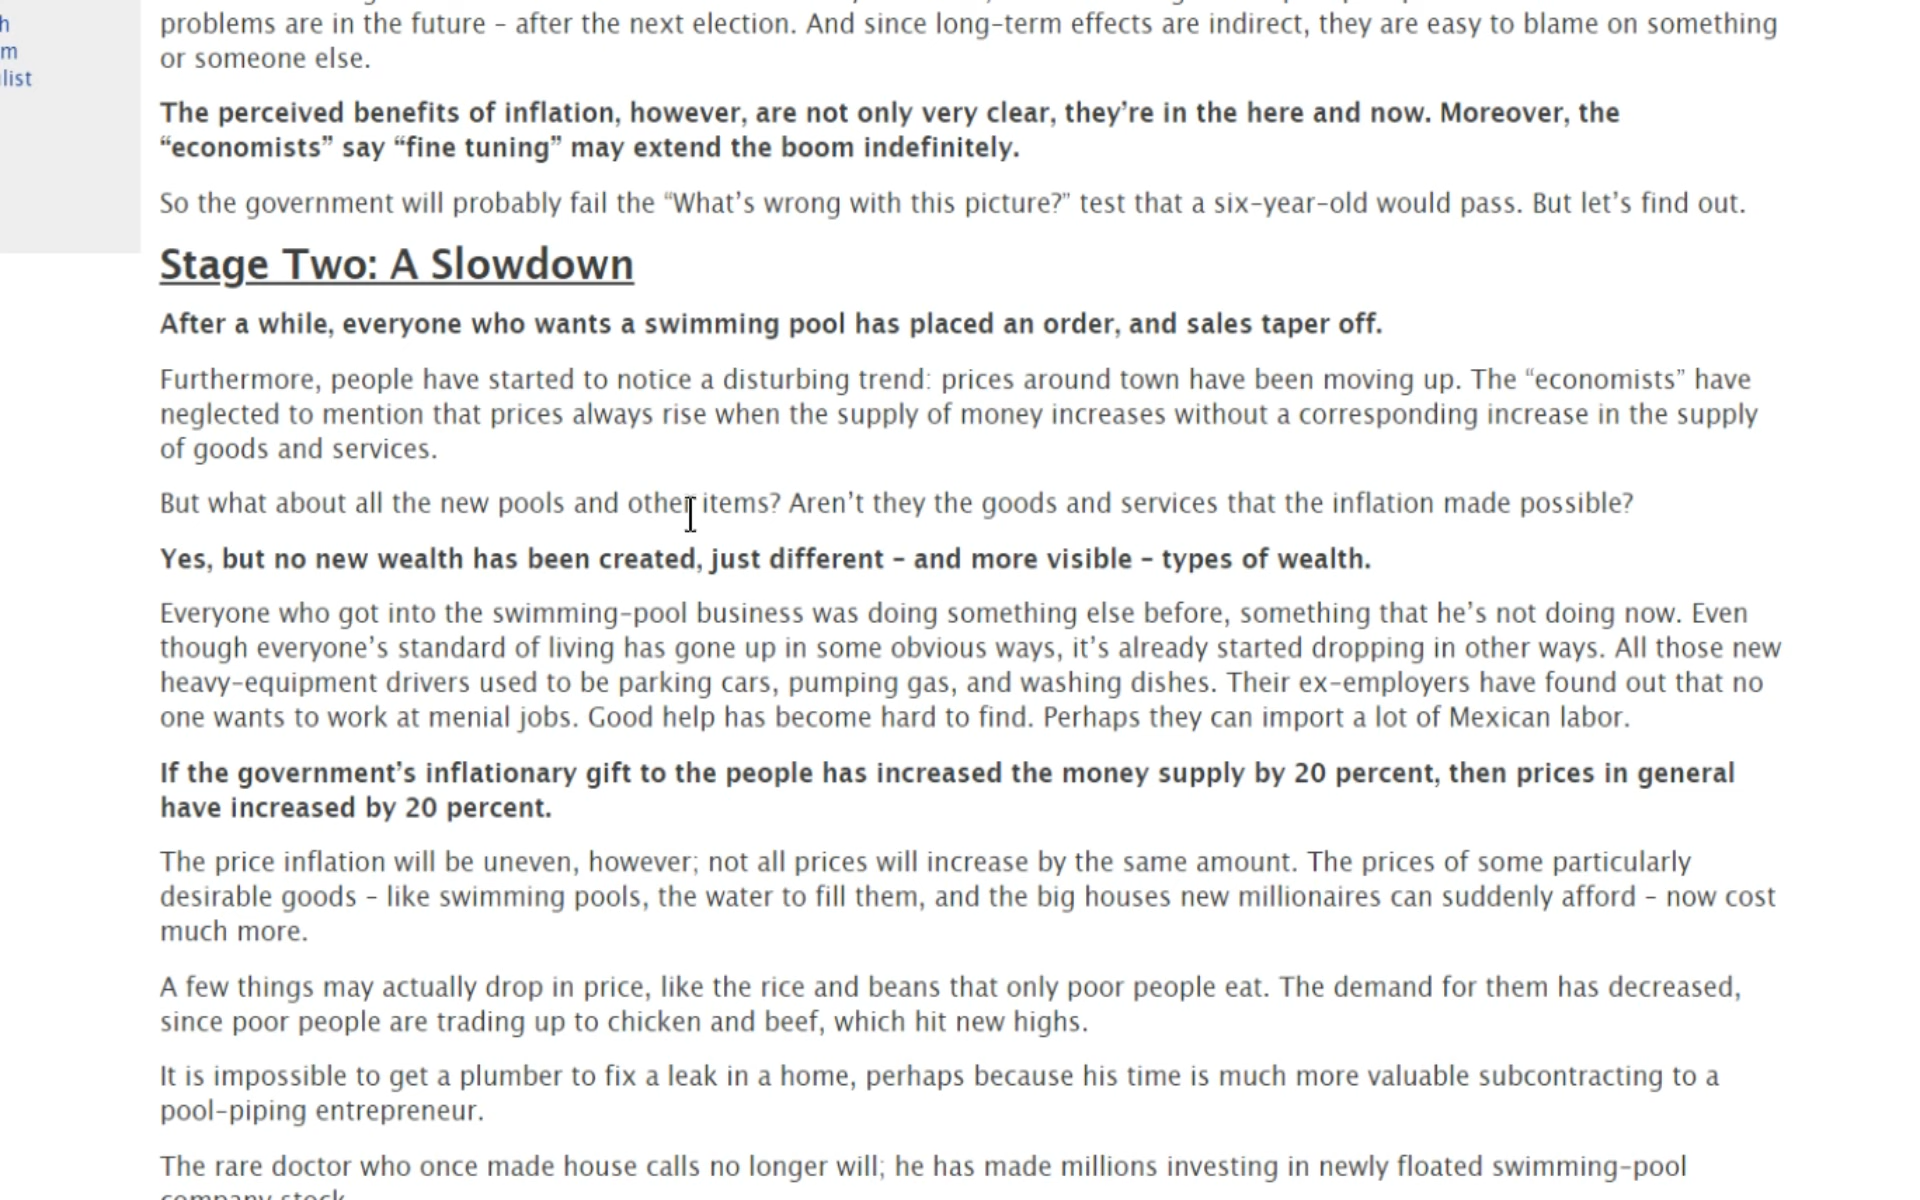 h
m
list
problems are in the future – after the next election. And since long-term effects are indirect, they are easy to blame on something
or someone else.
The perceived benefits of inflation, however, are not only very clear, they’re in the here and now. Moreover, the
“economists” say “fine tuning” may extend the boom indefinitely.
So the government will probably fail the “What’s wrong with this picture?” test that a six-year-old would pass. But let’s find out.
Stage Two: A Slowdown
After a while, everyone who wants a swimming pool has placed an order, and sales taper off.
Furthermore, people have started to notice a disturbing trend: prices around town have been moving up. The “economists” have
neglected to mention that prices always rise when the supply of money increases without a corresponding increase in the supply
of goods and services.
But what about all the new pools and other items? Aren’t they the goods and services that the inflation made possible?
Yes, but no new wealth has been created, just different – and more visible – types of wealth.
Everyone who got into the swimming-pool business was doing something else before, something that he’s not doing now. Even
though everyone’s standard of living has gone up in some obvious ways, it’s already started dropping in other ways. All those new
heavy-equipment drivers used to be parking cars, pumping gas, and washing dishes. Their ex-employers have found out that no
one wants to work at menial jobs. Good help has become hard to find. Perhaps they can import a lot of Mexican labor.
If the government’s inflationary gift to the people has increased the money supply by 20 percent, then prices in general
have increased by 20 percent.
The price inflation will be uneven, however; not all prices will increase by the same amount. The prices of some particularly
desirable goods – like swimming pools, the water to fill them, and the big houses new millionaires can suddenly afford – now cost
much more.
A few things may actually drop in price, like the rice and beans that only poor people eat. The demand for them has decreased,
since poor people are trading up to chicken and beef, which hit new highs.
It is impossible to get a plumber to fix a leak in a home, perhaps because his time is much more valuable subcontracting to a
pool-piping entrepreneur.
The rare doctor who once made house calls no longer will; he has made millions investing in newly floated swimming-pool
company stock